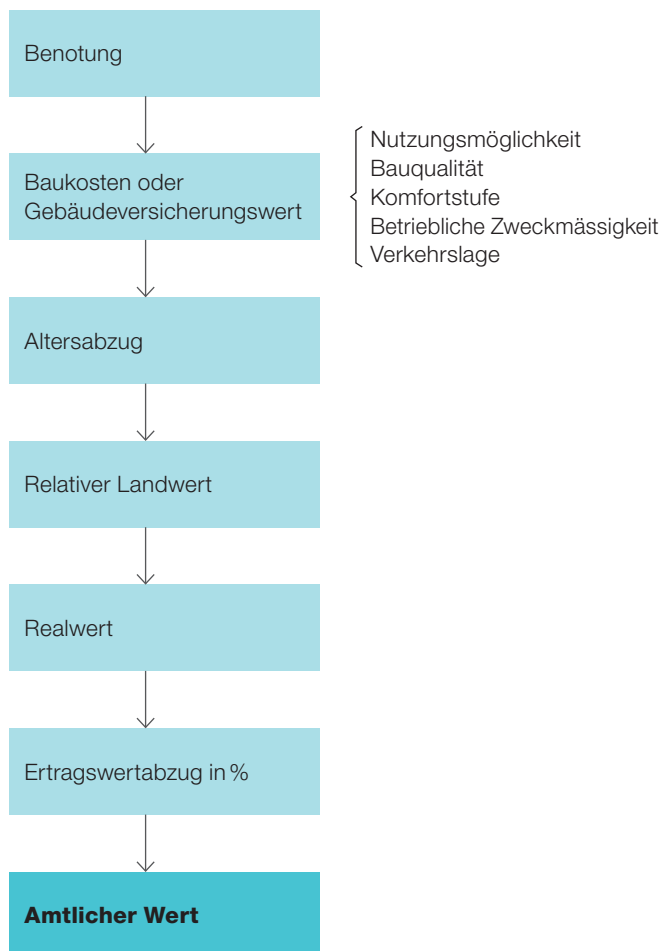 Benotung
Nutzungsmöglichkeit
Bauqualität
Komfortstufe
Betriebliche Zweckmässigkeit
Verkehrslage
Baukosten oder
Gebäudeversicherungswert
Altersabzug
Relativer Landwert
Realwert
Ertragswertabzug in %
Amtlicher Wert